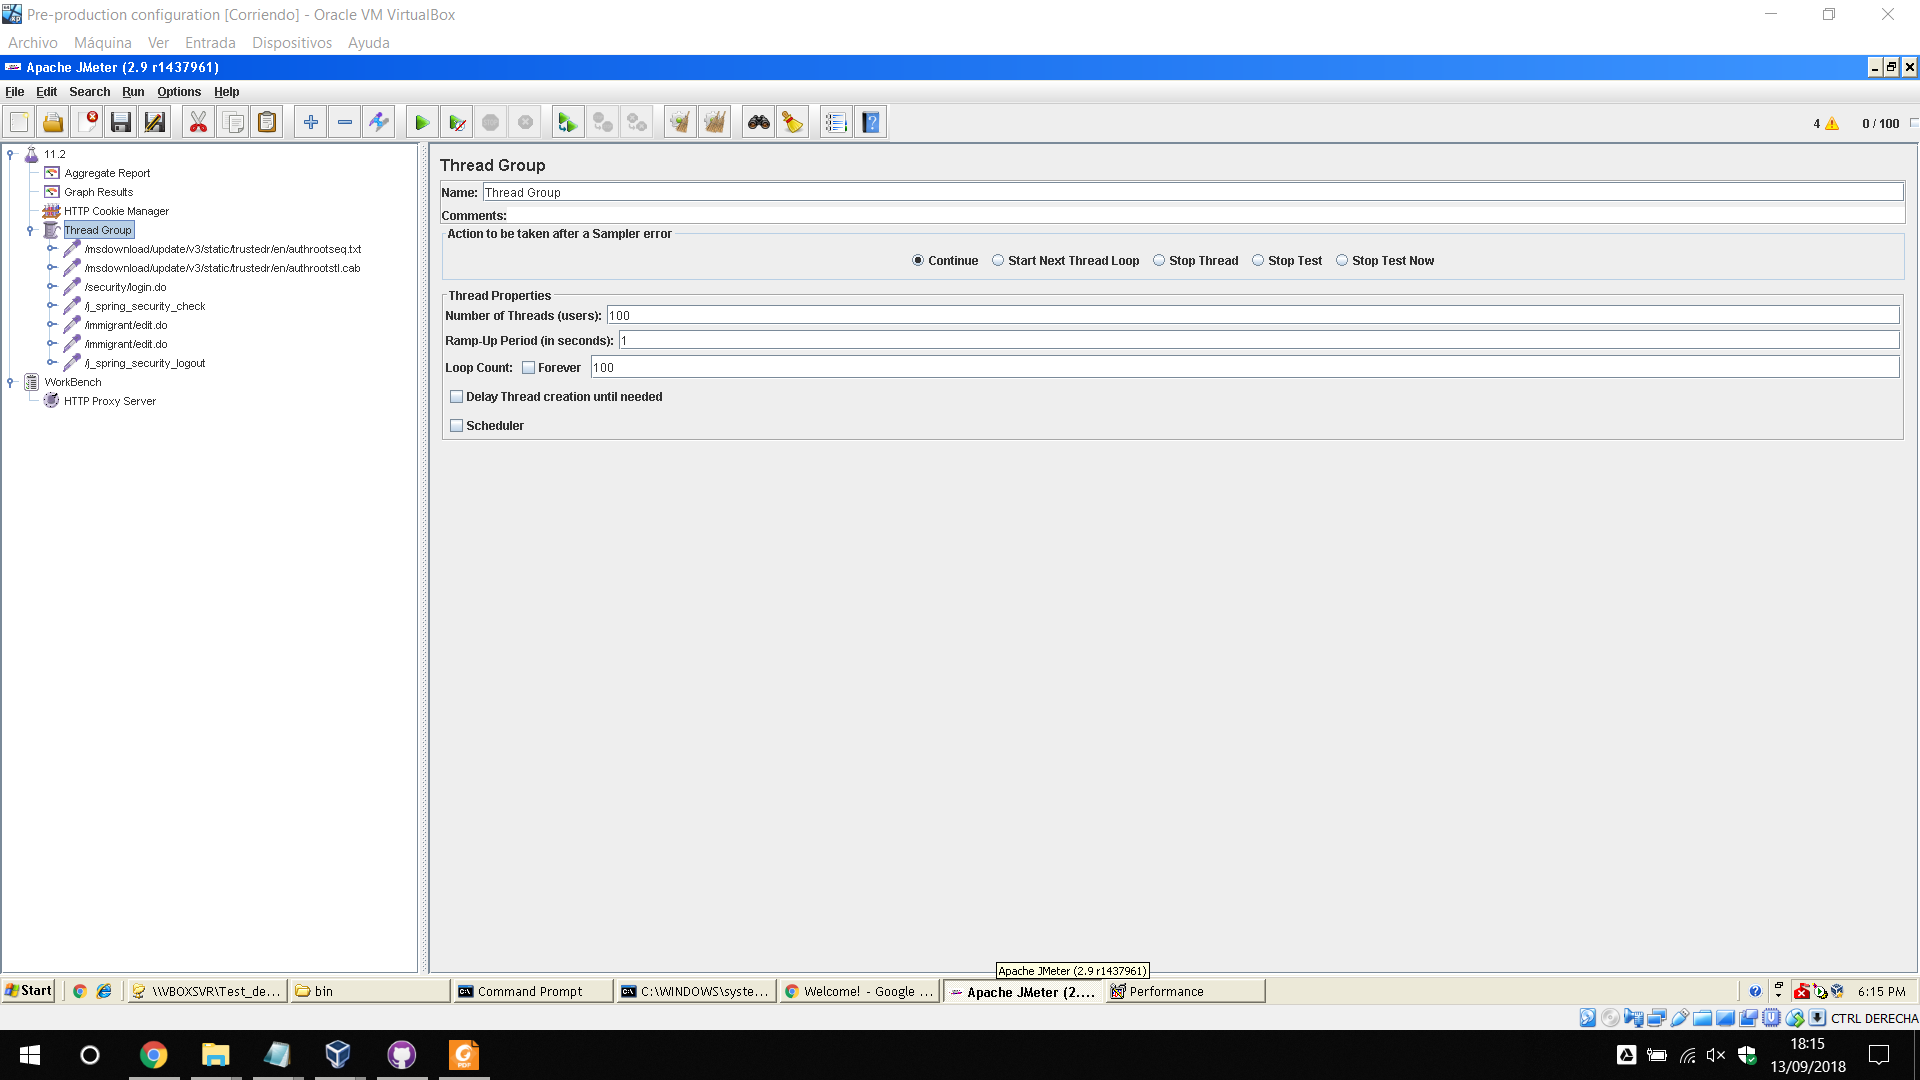 Pre-production configuration [Corriendo] - Oracle VM VirtualBox
Archivo Máquina Ver Entrada Dispositivos Ayuda
Apache JMeter (2.9 r1437961)
File Edit Search Run Options Help
4 0 / 100
11.2
Aggregate Report
Graph Results
HTTP Cookie Manager
Thread Group
/msdownload/update/v3/static/trustedr/en/authrootseq.txt
/msdownload/update/v3/static/trustedr/en/authrootstl.cab
/security/login.do
/j_spring_security_check
/immigrant/edit.do
/immigrant/edit.do
/j_spring_security_logout
WorkBench
HTTP Proxy Server
Thread Group
Name: Thread Group
Comments:
Action to be taken after a Sampler error
Continue Start Next Thread Loop Stop Thread Stop Test Stop Test Now
Thread Properties
Number of Threads (users): 100
Ramp-Up Period (in seconds): 1
Loop Count: Forever 100
Delay Thread creation until needed
Scheduler
Apache JMeter (2.9 r1437961)
Start \\VBOXSVR\Test_de... bin Command Prompt C:\WINDOWS\syste... Welcome! - Google ... Apache JMeter (2.... Performance 6:15 PM
CTRL DERECHA
18:15
13/09/2018